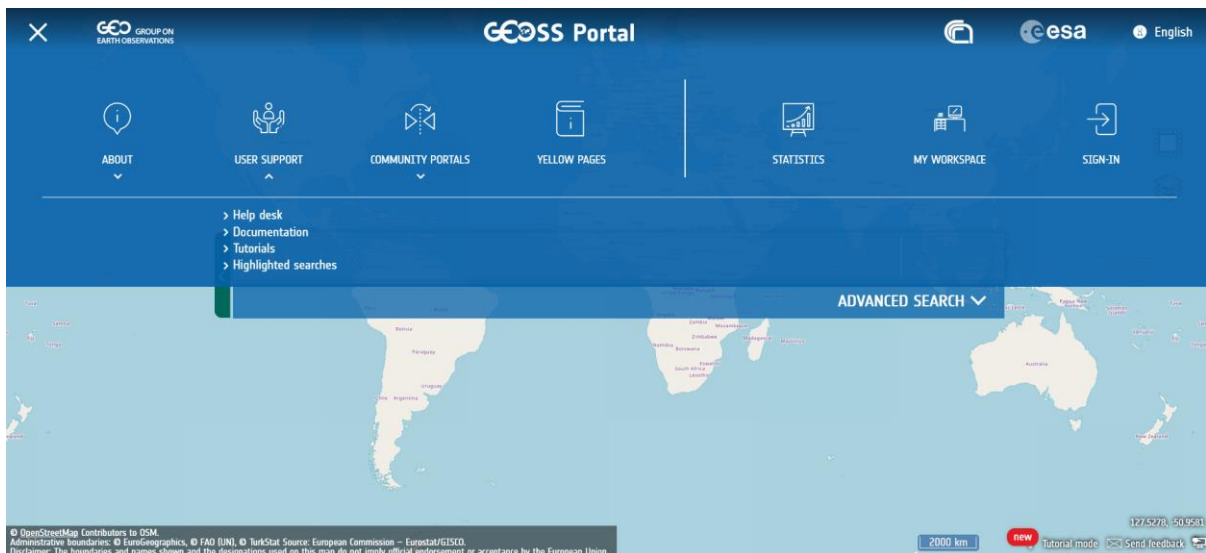 GEO GROUP ON
EARTH OBSERVATIONS
GEOSS Portal
esa
English
ABOUT
USER SUPPORT
COMMUNITY PORTALS
YELLOW PAGES
STATISTICS
MY WORKSPACE
SIGN-IN
> Help desk
> Documentation
> Tutorials
> Highlighted searches
ADVANCED SEARCH
Bolivia
Paraguay
Uruguay
Chile Argentina
Zambia
Mozambique
Zimbabwe
Namibia
Botswana
Madagascar
Mauritius
South Africa
Lesotho
Papua New
Australia
New Zealand
127.5278, -50.9581
© OpenStreetMap Contributors to OSM.
Administrative boundaries: © EuroGeographics, © FAO (UN), © TurkStat Source: European Commission – Eurostat/GISCO.
Disclaimer: The boundaries and names shown and the designations used on this map do not imply official endorsement or acceptance by the European Union.
2000 km
new
Tutorial mode
Send feedback